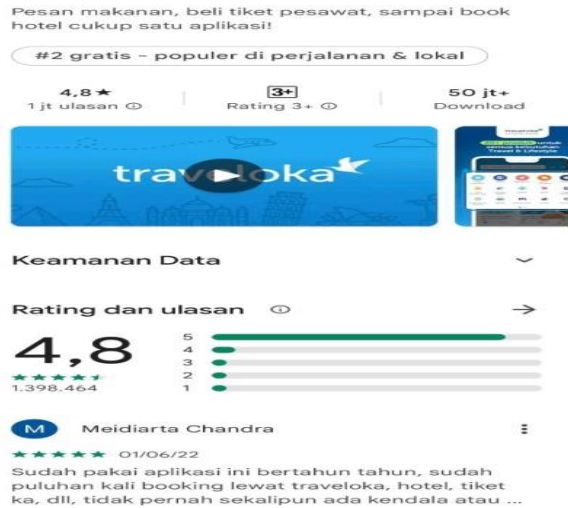 Pesan makanan, beli tiket pesawat, sampai book
hotel cukup satu aplikasi!
#2 gratis - populer di perjalanan & lokal
4,8★
1 jt ulasan
3+
Rating 3+
50 jt+
Download
traveloka
Keamanan Data
Rating dan ulasan
4,8
1.398.464
5
4
3
2
1
M
Meidiarta Chandra
01/06/22
Sudah pakai aplikasi ini bertahun tahun, sudah
puluhan kali booking lewat traveloka, hotel, tiket
ka, dll, tidak pernah sekalipun ada kendala atau ...